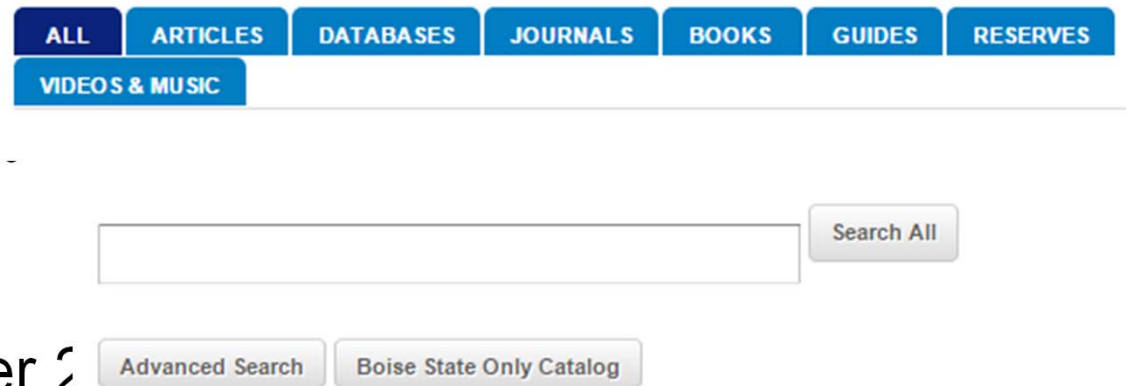 ALL ARTICLES DATABASES JOURNALS BOOKS GUIDES RESERVES
VIDEOS & MUSIC
Search All
Advanced Search Boise State Only Catalog